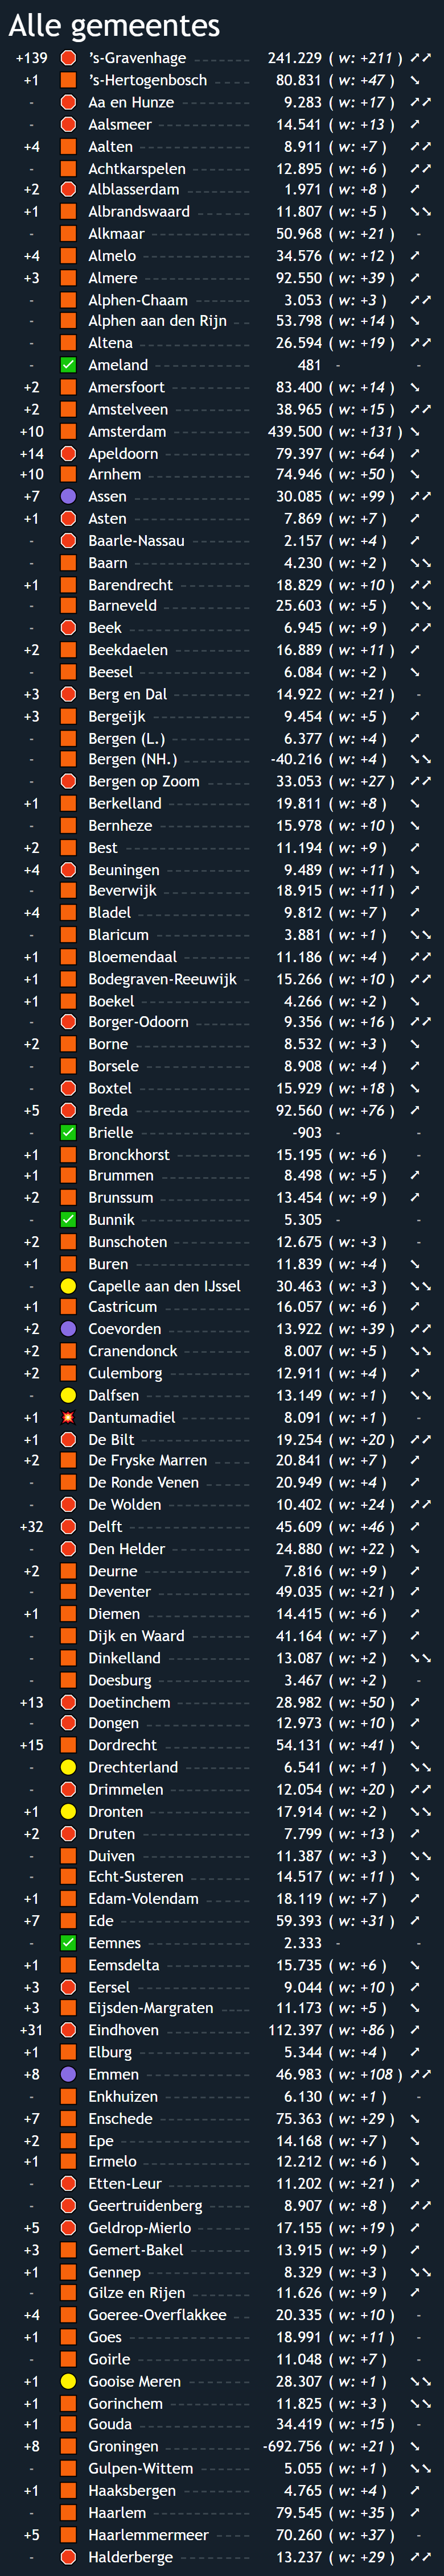 Alle gemeentes
+139 's-Gravenhage 241.229 ( w: +211 )
+1 's-Hertogenbosch 80.831 ( w: +47 )
- Aa en Hunze 9.283 ( w: +17 )
- Aalsmeer 14.541 ( w: +13 )
+4 Aalten 8.911 ( w: +7 )
- Achtkarspelen 12.895 ( w: +6 )
+2 Alblasserdam 1.971 ( w: +8 )
+1 Albrandswaard 11.807 ( w: +5 )
- Alkmaar 50.968 ( w: +21 ) -
+4 Almelo 34.576 ( w: +12 )
+3 Almere 92.550 ( w: +39 )
- Alphen-Chaam 3.053 ( w: +3 )
- Alphen aan den Rijn 53.798 ( w: +14 )
- Altena 26.594 ( w: +19 )
- Ameland 481 - -
+2 Amersfoort 83.400 ( w: +14 )
+2 Amstelveen 38.965 ( w: +15 )
+10 Amsterdam 439.500 ( w: +131 )
+14 Apeldoorn 79.397 ( w: +64 )
+10 Arnhem 74.946 ( w: +50 )
+7 Assen 30.085 ( w: +99 )
+1 Asten 7.869 ( w: +7 )
- Baarle-Nassau 2.157 ( w: +4 )
- Baarn 4.230 ( w: +2 )
+1 Barendrecht 18.829 ( w: +10 )
- Barneveld 25.603 ( w: +5 )
- Beek 6.945 ( w: +9 )
+2 Beekdaelen 16.889 ( w: +11 )
- Beesel 6.084 ( w: +2 )
+3 Berg en Dal 14.922 ( w: +21 ) -
+3 Bergeijk 9.454 ( w: +5 )
- Bergen (L.) 6.377 ( w: +4 )
- Bergen (NH.) -40.216 ( w: +4 )
- Bergen op Zoom 33.053 ( w: +27 )
+1 Berkelland 19.811 ( w: +8 )
- Bernheze 15.978 ( w: +10 )
+2 Best 11.194 ( w: +9 )
+4 Beuningen 9.489 ( w: +11 )
- Beverwijk 18.915 ( w: +11 )
+4 Bladel 9.812 ( w: +7 )
- Blaricum 3.881 ( w: +1 )
+1 Bloemendaal 11.186 ( w: +4 )
+1 Bodegraven-Reeuwijk 15.266 ( w: +10 )
+1 Boekel 4.266 ( w: +2 )
- Borger-Odoorn 9.356 ( w: +16 )
+2 Borne 8.532 ( w: +3 )
- Borsele 8.908 ( w: +4 )
- Boxtel 15.929 ( w: +18 )
+5 Breda 92.560 ( w: +76 )
- Brielle -903 - -
+1 Bronckhorst 15.195 ( w: +6 ) -
+1 Brummen 8.498 ( w: +5 )
+2 Brunssum 13.454 ( w: +9 )
- Bunnik 5.305 - -
+2 Bunschoten 12.675 ( w: +3 ) -
+1 Buren 11.839 ( w: +4 )
- Capelle aan den IJssel 30.463 ( w: +3 )
+1 Castricum 16.057 ( w: +6 )
+2 Coevorden 13.922 ( w: +39 )
+2 Cranendonck 8.007 ( w: +5 )
+2 Culemborg 12.911 ( w: +4 )
- Dalfsen 13.149 ( w: +1 )
+1 Dantumadiel 8.091 ( w: +1 ) -
+1 De Bilt 19.254 ( w: +20 )
+2 De Fryske Marren 20.841 ( w: +7 )
- De Ronde Venen 20.949 ( w: +4 )
- De Wolden 10.402 ( w: +24 )
+32 Delft 45.609 ( w: +46 )
- Den Helder 24.880 ( w: +22 )
+2 Deurne 7.816 ( w: +9 )
- Deventer 49.035 ( w: +21 )
+1 Diemen 14.415 ( w: +6 )
- Dijk en Waard 41.164 ( w: +7 )
- Dinkelland 13.087 ( w: +2 )
- Doesburg 3.467 ( w: +2 ) -
+13 Doetinchem 28.982 ( w: +50 )
- Dongen 12.973 ( w: +10 )
+15 Dordrecht 54.131 ( w: +41 )
- Drechterland 6.541 ( w: +1 )
- Drimmelen 12.054 ( w: +20 )
+1 Dronten 17.914 ( w: +2 )
+2 Druten 7.799 ( w: +13 )
- Duiven 11.387 ( w: +3 )
- Echt-Susteren 14.517 ( w: +11 )
+1 Edam-Volendam 18.119 ( w: +7 )
+7 Ede 59.393 ( w: +31 )
- Eemnes 2.333 - -
+1 Eemsdelta 15.735 ( w: +6 )
+3 Eersel 9.044 ( w: +10 )
+3 Eijsden-Margraten 11.173 ( w: +5 )
+31 Eindhoven 112.397 ( w: +86 )
+1 Elburg 5.344 ( w: +4 )
+8 Emmen 46.983 ( w: +108 )
- Enkhuizen 6.130 ( w: +1 ) -
+7 Enschede 75.363 ( w: +29 )
+2 Epe 14.168 ( w: +7 )
+1 Ermelo 12.212 ( w: +6 )
- Etten-Leur 11.202 ( w: +21 )
- Geertruidenberg 8.907 ( w: +8 )
+5 Geldrop-Mierlo 17.155 ( w: +19 )
+3 Gemert-Bakel 13.915 ( w: +9 )
+1 Gennep 8.329 ( w: +3 )
- Gilze en Rijen 11.626 ( w: +9 )
+4 Goeree-Overflakkee 20.335 ( w: +10 ) -
+1 Goes 18.991 ( w: +11 ) -
- Goirle 11.048 ( w: +7 ) -
+1 Gooise Meren 28.307 ( w: +1 )
+1 Gorinchem 11.825 ( w: +3 )
+1 Gouda 34.419 ( w: +15 ) -
+8 Groningen -692.756 ( w: +21 )
- Gulpen-Wittem 5.055 ( w: +1 )
+1 Haaksbergen 4.765 ( w: +4 )
- Haarlem 79.545 ( w: +35 )
+5 Haarlemmermeer 70.260 ( w: +37 ) -
- Halderberge 13.237 ( w: +29 )